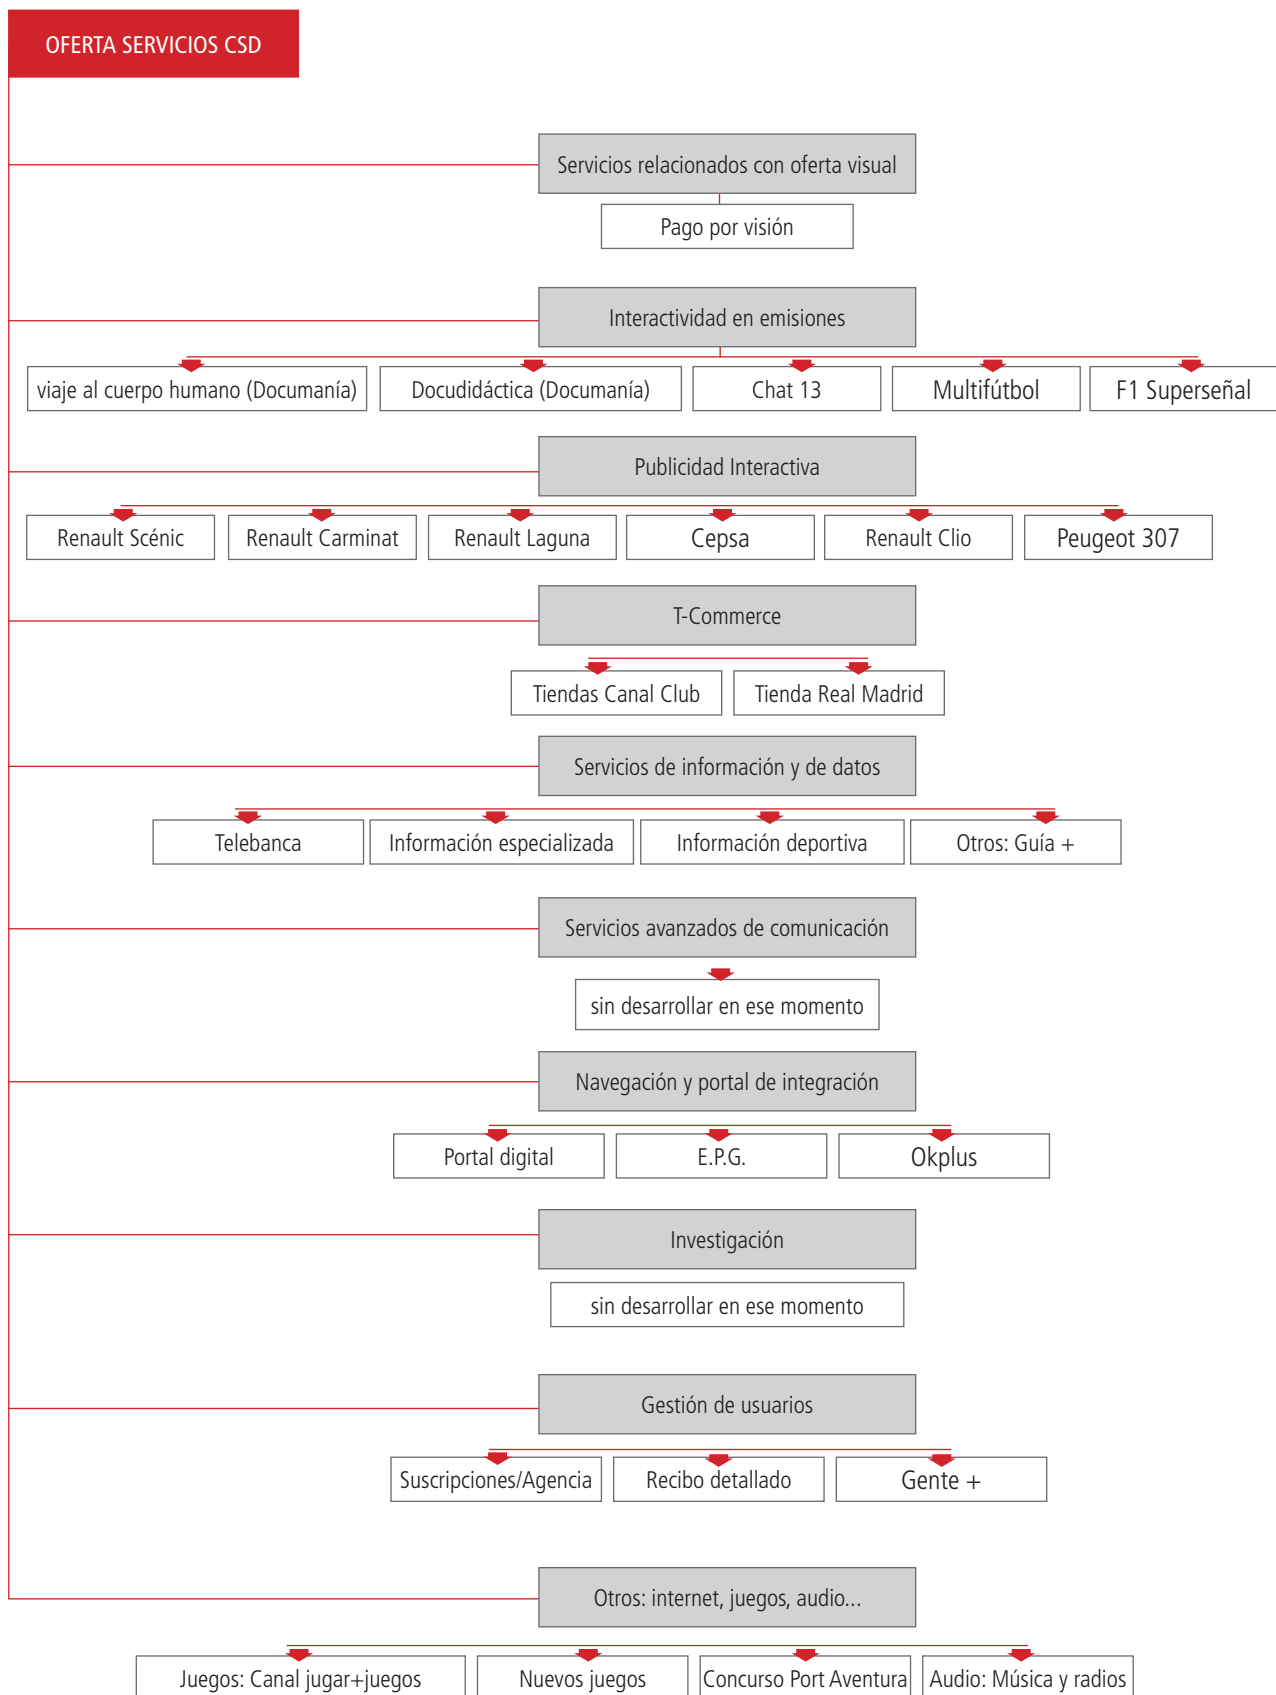 OFERTA SERVICIOS CSD
Servicios relacionados con oferta visual
Pago por visión
Interactividad en emisiones
viaje al cuerpo humano (Documanía)
Docudidáctica (Documanía)
Chat 13
Multifútbol
F1 Superseñal
Publicidad Interactiva
Renault Scénic
Renault Carminat
Renault Laguna
Cepsa
Renault Clio
Peugeot 307
T-Commerce
Tiendas Canal Club
Tienda Real Madrid
Servicios de información y de datos
Telebanca
Información especializada
Información deportiva
Otros: Guía +
Servicios avanzados de comunicación
sin desarrollar en ese momento
Navegación y portal de integración
Portal digital
E.P.G.
Okplus
Investigación
sin desarrollar en ese momento
Gestión de usuarios
Suscripciones/Agencia
Recibo detallado
Gente +
Otros: internet, juegos, audio...
Juegos: Canal jugar+juegos
Nuevos juegos
Concurso Port Aventura
Audio: Música y radios